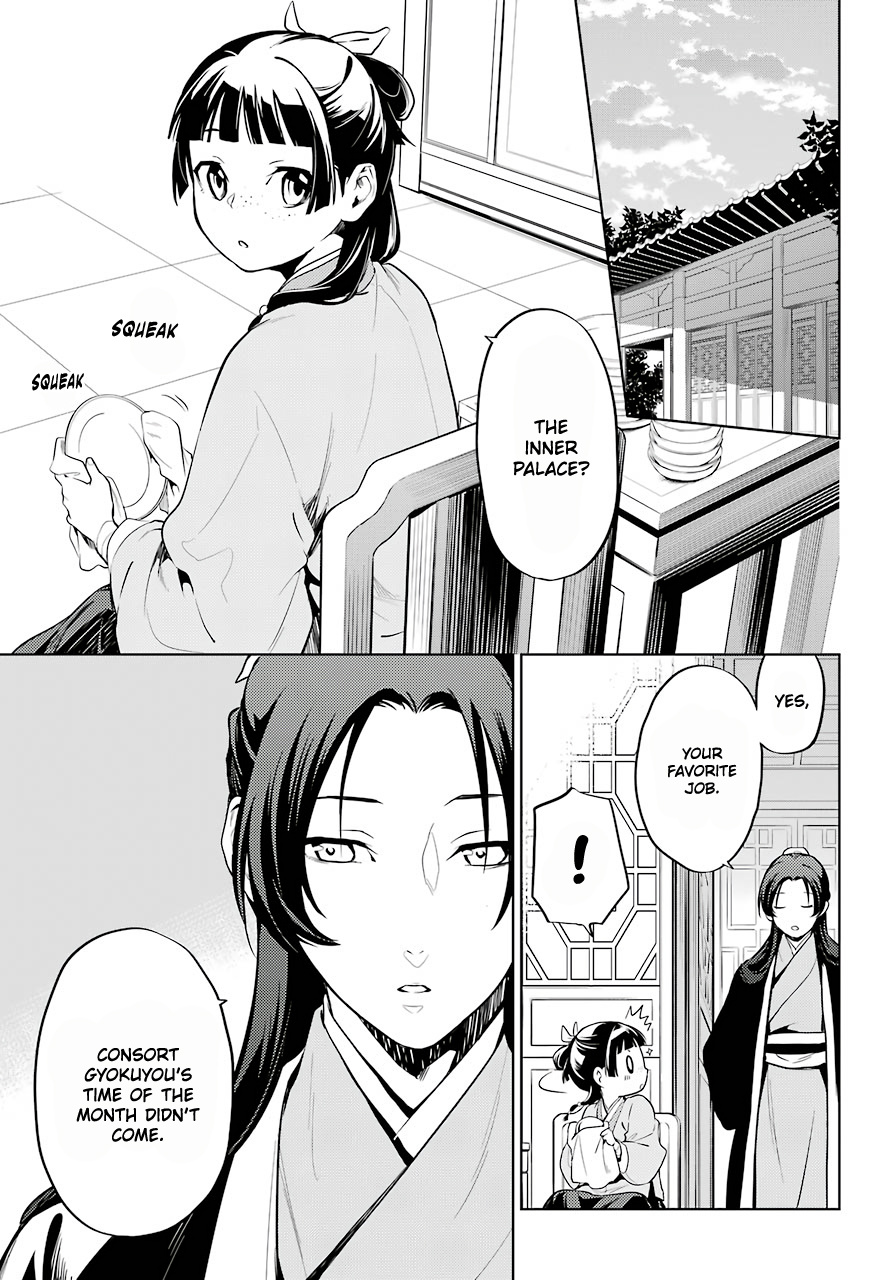 THE
INNER
PALACE?
SQUEAK
SQUEAK
YES,
YOUR
FAVORITE
JOB.
!
CONSORT
GYOKUYOU'S
TIME OF THE
MONTH DIDN'T
COME.